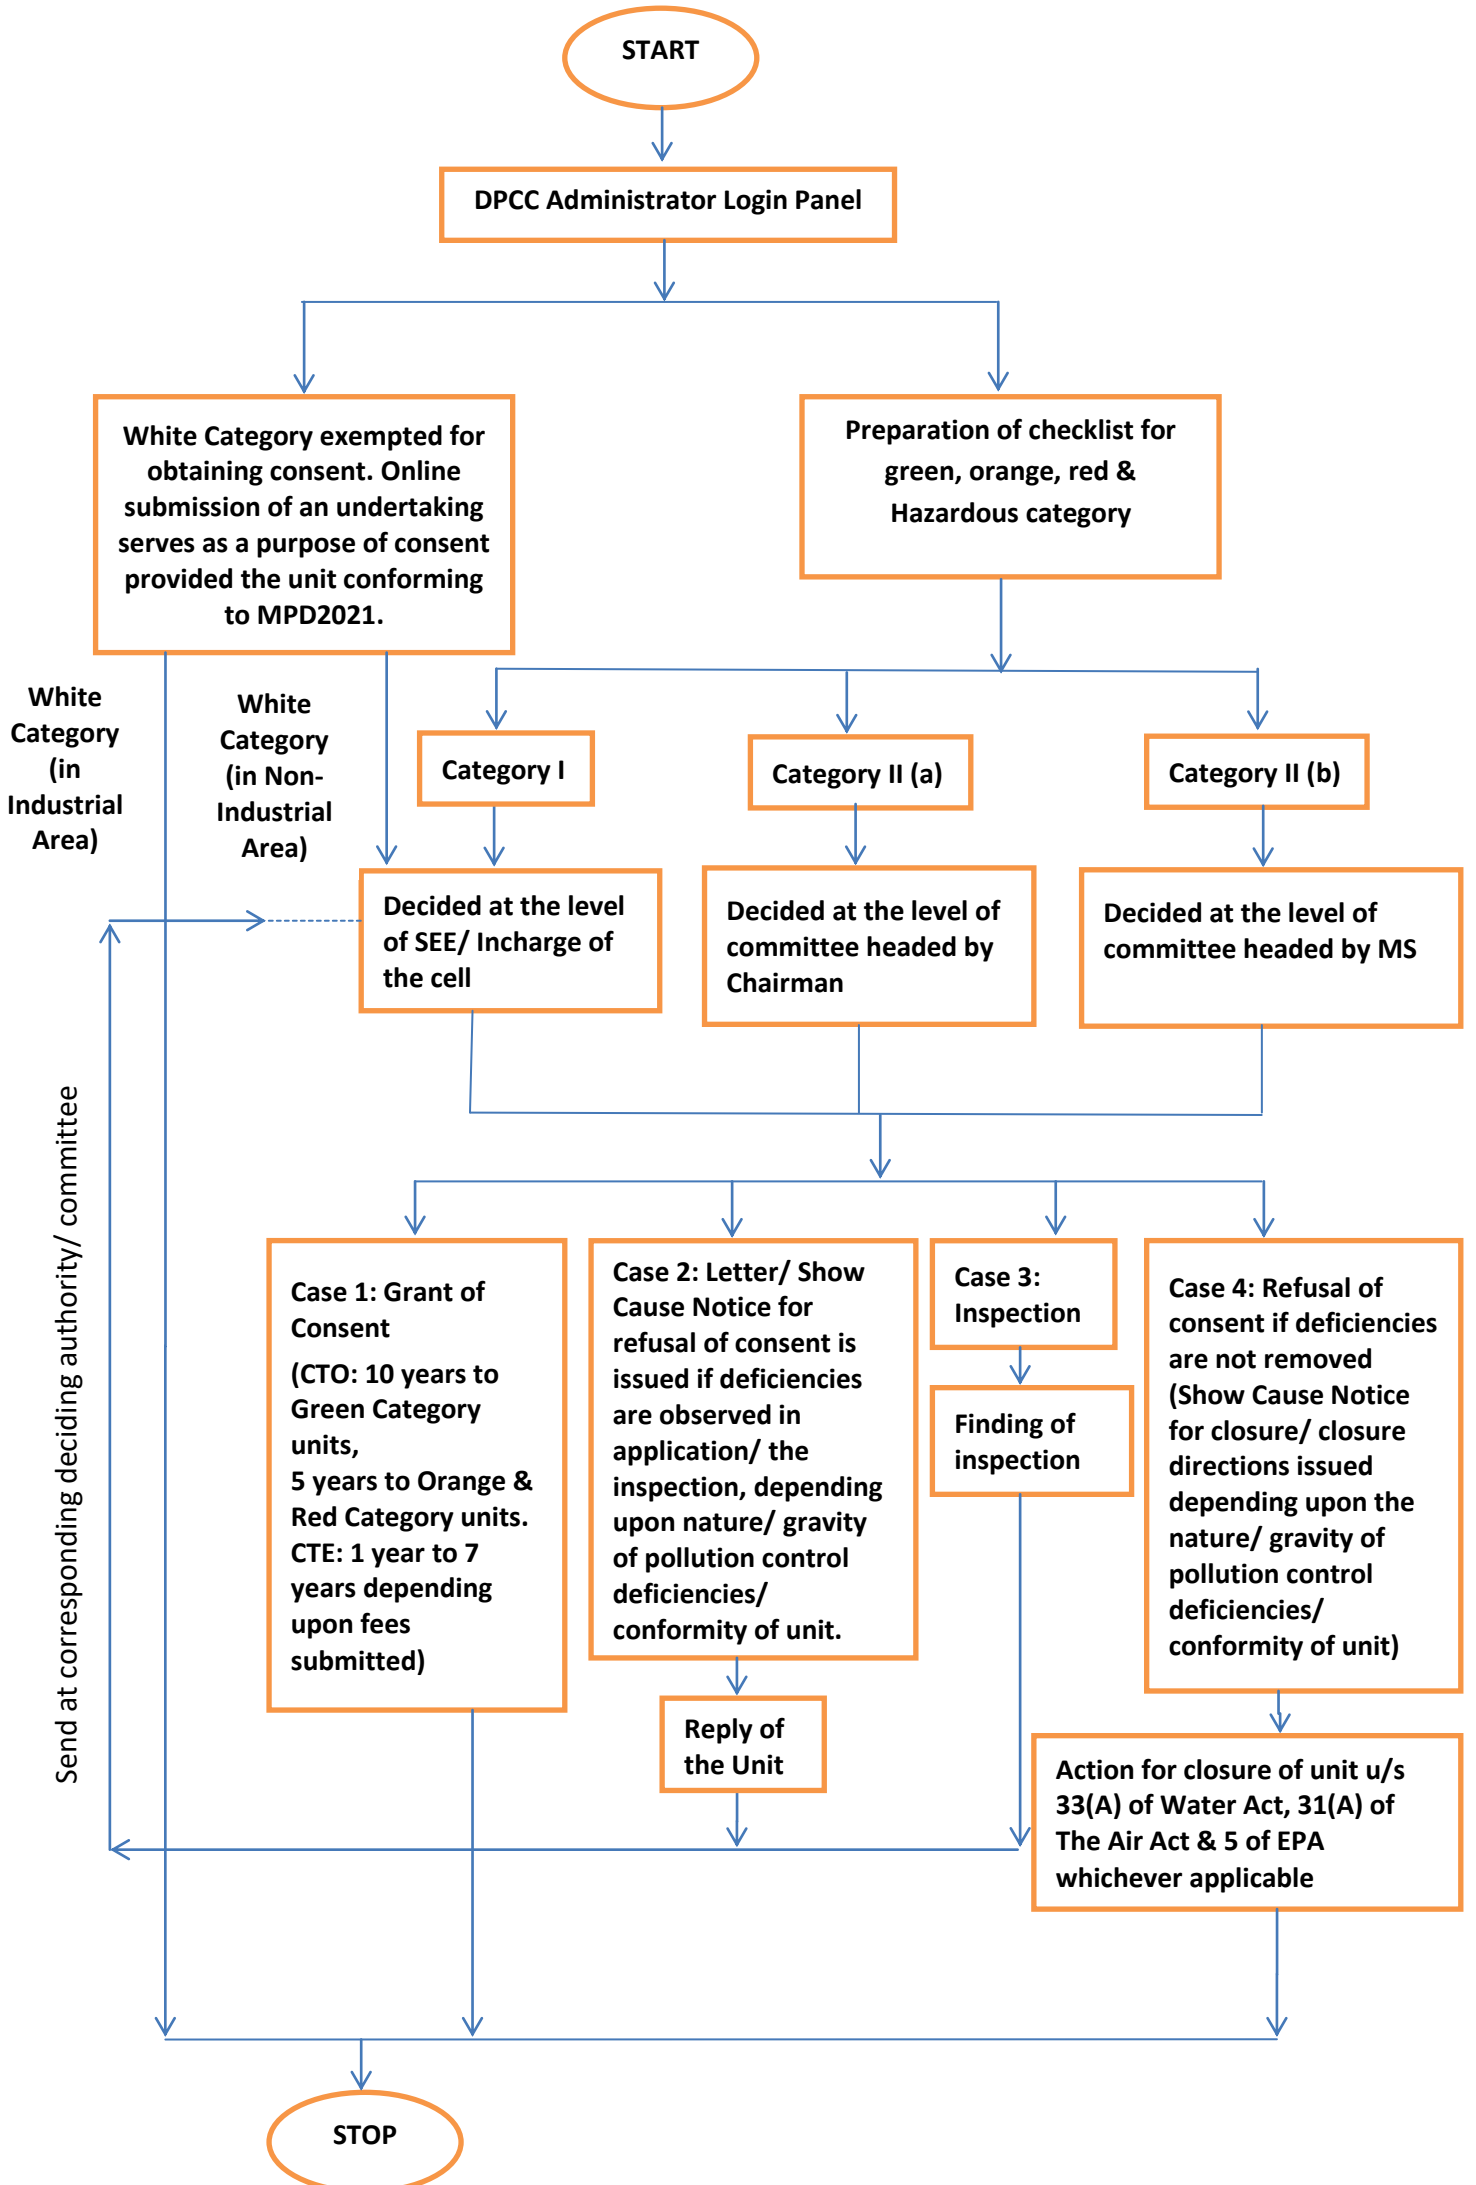 START
DPCC Administrator Login Panel
White Category exempted for
obtaining consent. Online
submission of an undertaking
serves as a purpose of consent
provided the unit conforming
to MPD2021.
Preparation of checklist for
green, orange, red &
Hazardous category
White
Category
(in
Industrial
Area)
White
Category
(in Non-
Industrial
Area)
Category I
Category II (a)
Category II (b)
Decided at the level
of SEE/ Incharge of
the cell
Decided at the level of
committee headed by
Chairman
Decided at the level of
committee headed by MS
Send at corresponding deciding authority/ committee
Case 1: Grant of
Consent
(CTO: 10 years to
Green Category
units,
5 years to Orange &
Red Category units.
CTE: 1 year to 7
years depending
upon fees
submitted)
Case 2: Letter/ Show
Cause Notice for
refusal of consent is
issued if deficiencies
are observed in
application/ the
inspection, depending
upon nature/ gravity
of pollution control
deficiencies/
conformity of unit.
Case 3:
Inspection
Finding of
inspection
Case 4: Refusal of
consent if deficiencies
are not removed
(Show Cause Notice
for closure/ closure
directions issued
depending upon the
nature/ gravity of
pollution control
deficiencies/
conformity of unit)
Reply of
the Unit
Action for closure of unit u/s
33(A) of Water Act, 31(A) of
The Air Act & 5 of EPA
whichever applicable
STOP